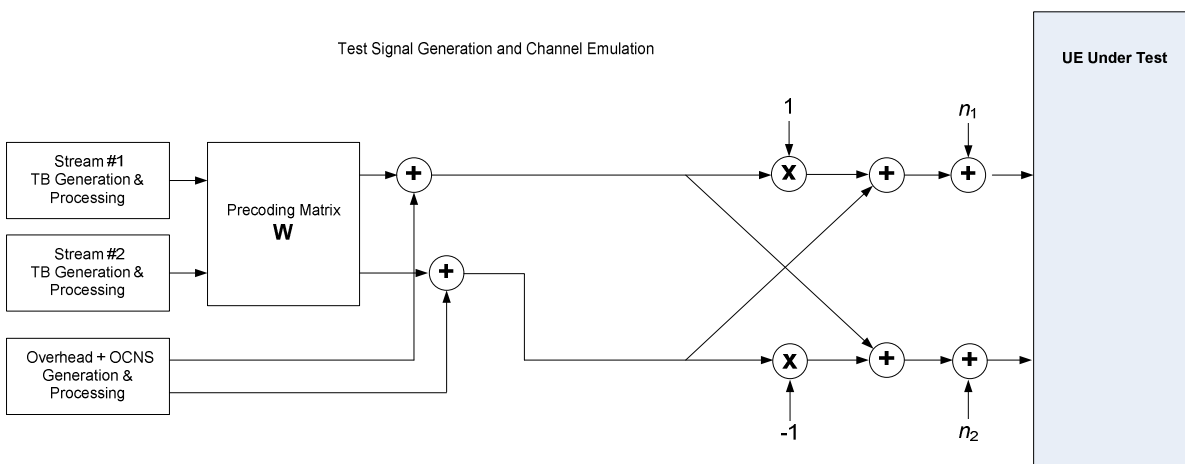 Test Signal Generation and Channel Emulation
UE Under Test
1
n1
Stream #1
TB Generation &
Processing
+
x
+
+
Precoding Matrix
W
Stream #2
TB Generation &
Processing
+
Overhead + OCNS
Generation &
Processing
x
+
+
-1
n2